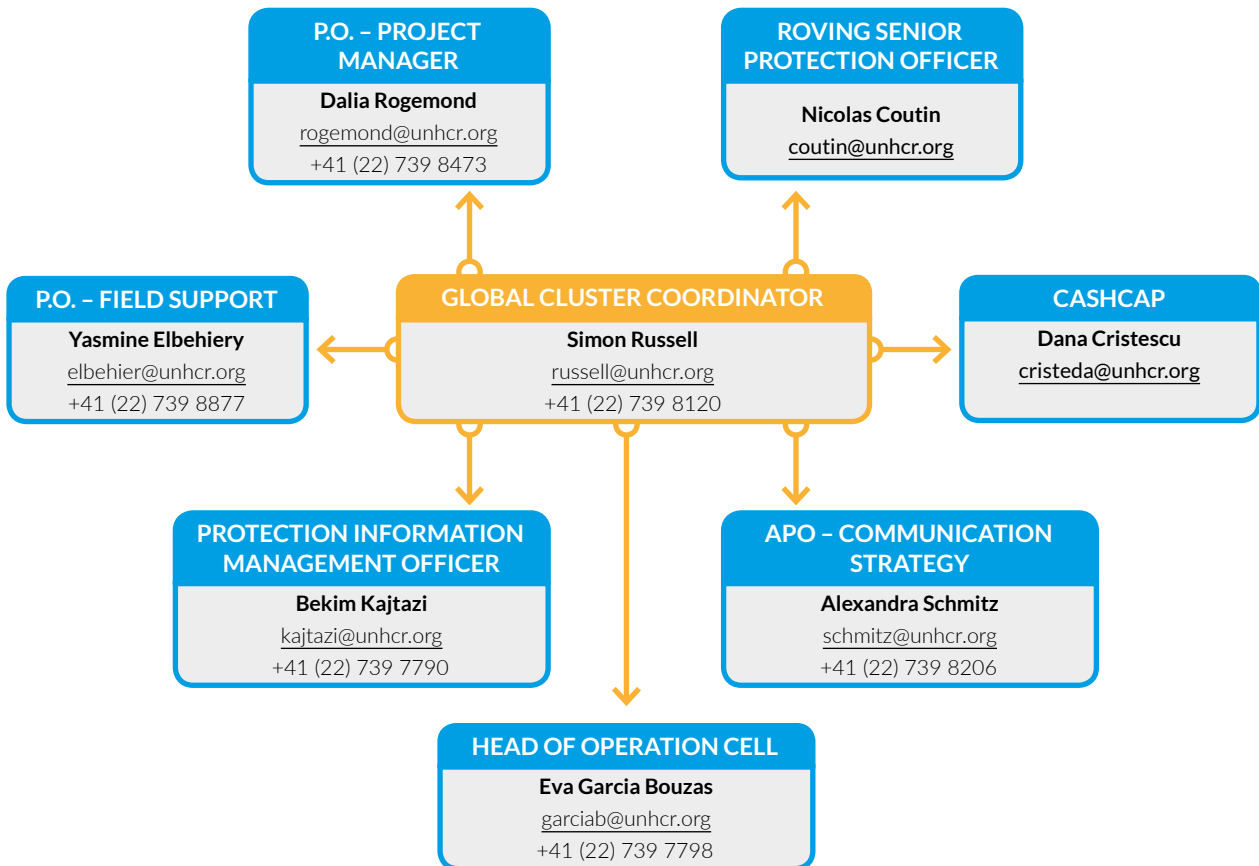 P.O. – PROJECT
MANAGER
Dalia Rogemond
rogemond@unhcr.org
+41 (22) 739 8473
ROVING SENIOR
PROTECTION OFFICER
Nicolas Coutin
coutin@unhcr.org
P.O. – FIELD SUPPORT
Yasmine Elbehiery
elbehier@unhcr.org
+41 (22) 739 8877
GLOBAL CLUSTER COORDINATOR
Simon Russell
russell@unhcr.org
+41 (22) 739 8120
CASHCAP
Dana Cristescu
cristeda@unhcr.org
PROTECTION INFORMATION
MANAGEMENT OFFICER
Bekim Kajtazi
kajtazi@unhcr.org
+41 (22) 739 7790
APO – COMMUNICATION
STRATEGY
Alexandra Schmitz
schmitz@unhcr.org
+41 (22) 739 8206
HEAD OF OPERATION CELL
Eva Garcia Bouzas
garciab@unhcr.org
+41 (22) 739 7798